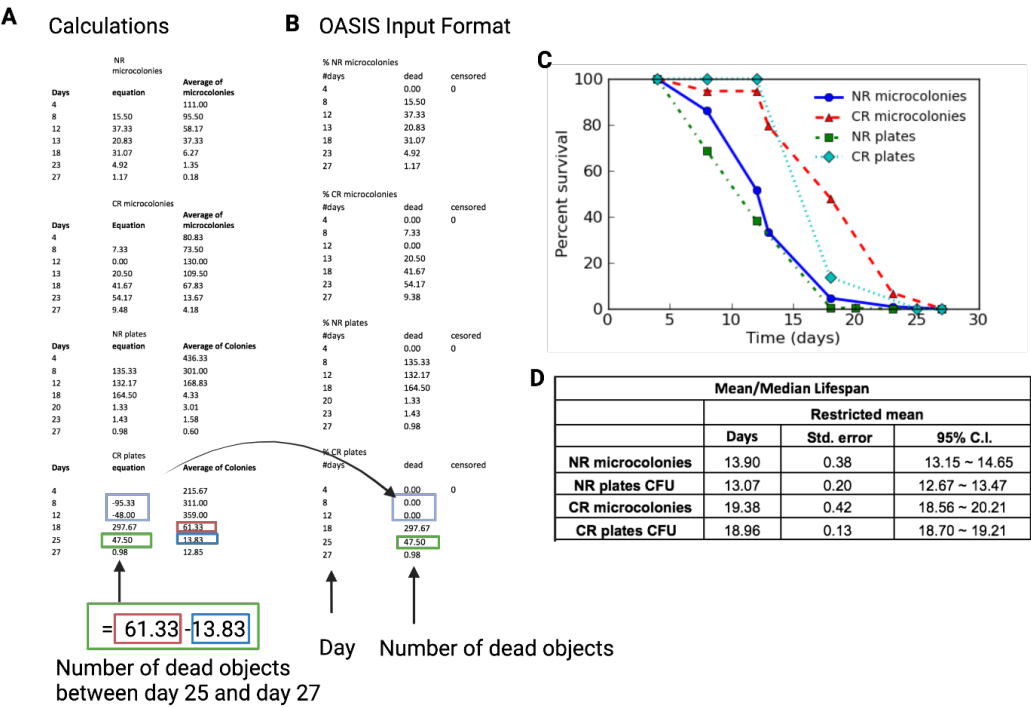 A Calculations
NR
microcolonies
Days equation Average of microcolonies
4 111.00
8 15.50 95.50
12 37.33 58.17
13 20.83 37.33
18 31.07 6.27
23 4.92 1.35
27 1.17 0.18
CR microcolonies
Days equation Average of microcolonies
4 80.83
8 7.33 73.50
12 0.00 130.00
13 20.50 109.50
18 41.67 67.83
23 54.17 13.67
27 9.48 4.18
NR plates
Days equation Average of Colonies
4 436.33
8 135.33 301.00
12 132.17 168.83
18 164.50 4.33
20 1.33 3.01
23 1.43 1.58
27 0.98 0.60
CR plates
Days equation Average of Colonies
4 215.67
8 -95.33 311.00
12 -48.00 359.00
18 297.67 61.33
25 47.50 13.83
27 0.98 12.85
= 61.33 -13.83
Number of dead objects
between day 25 and day 27
B OASIS Input Format
% NR microcolonies
#days dead censored
4 0.00 0
8 15.50
12 37.33
13 20.83
18 31.07
23 4.92
27 1.17
% CR microcolonies
#days dead censored
4 0.00 0
8 7.33
12 0.00
13 20.50
18 41.67
23 54.17
27 9.38
% NR plates
#days dead censored
4 0.00 0
8 135.33
12 132.17
18 164.50
20 1.33
23 1.43
27 0.98
% CR plates
#days dead censored
4 0.00 0
8 0.00
12 0.00
18 297.67
25 47.50
27 0.98
Day Number of dead objects
C
100
80
60
40
20
0
Percent survival
NR microcolonies
CR microcolonies
NR plates
CR plates
0 5 10 15 20 25 30
Time (days)
D
Mean/Median Lifespan
Restricted mean
Days Std. error 95% C.I.
NR microcolonies 13.90 0.38 13.15 ~ 14.65
NR plates CFU 13.07 0.20 12.67 ~ 13.47
CR microcolonies 19.38 0.42 18.56 ~ 20.21
CR plates CFU 18.96 0.13 18.70 ~ 19.21